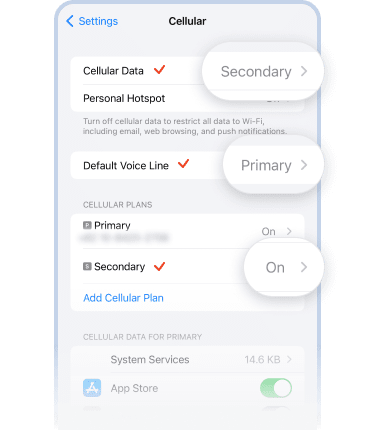 Settings
Cellular
Cellular Data
Secondary
Personal Hotspot
Turn off cellular data to restrict all data to Wi-Fi,
including email, web browsing, and push notifications.
Default Voice Line
Primary
CELLULAR PLANS
P Primary
On
S Secondary
On
Add Cellular Plan
CELLULAR DATA FOR PRIMARY
System Services 14.6 KB
App Store